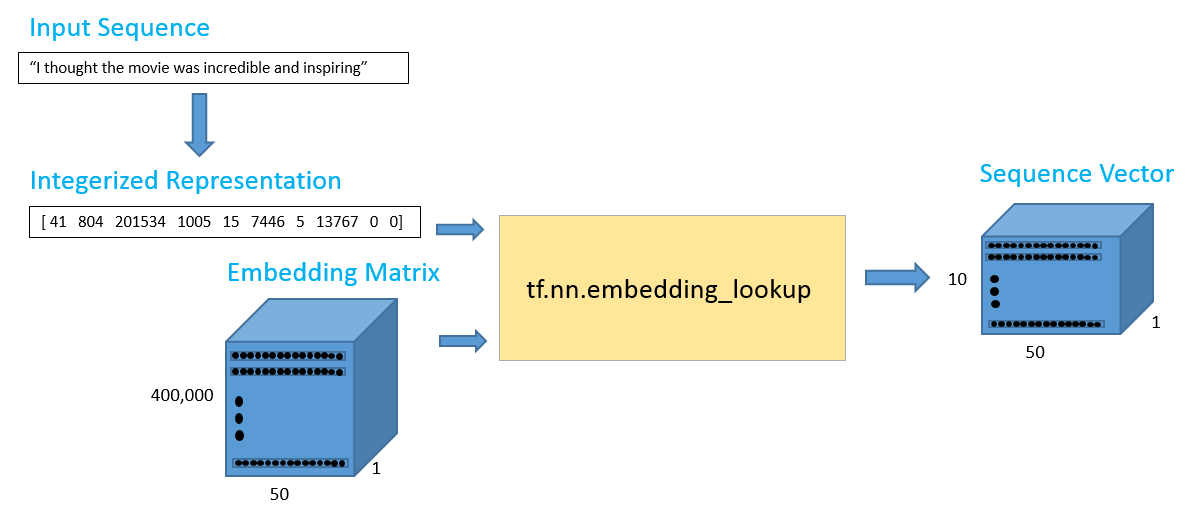 Input Sequence
“I thought the movie was incredible and inspiring”
Integerized Representation
[ 41 804 201534 1005 15 7446 5 13767 0 0]
Embedding Matrix
400,000
50
1
tf.nn.embedding_lookup
Sequence Vector
10
50
1